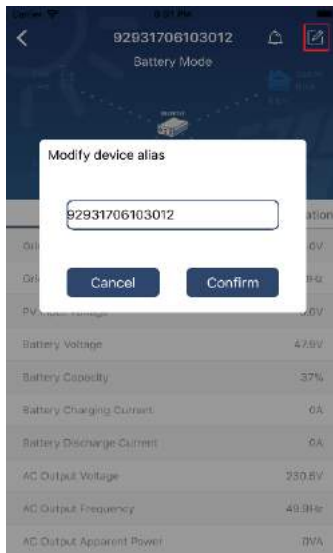 92931706103012
Battery Mode
Modify device alias
92931706103012
Cancel
Confirm
Battery Voltage
47.9V
Battery Capacity
37%
Battery Charging Current
0A
Battery Discharge Current
0A
AC Output Voltage
230.6V
AC Output Frequency
49.9Hz
AC Output Apparent Power
0VA